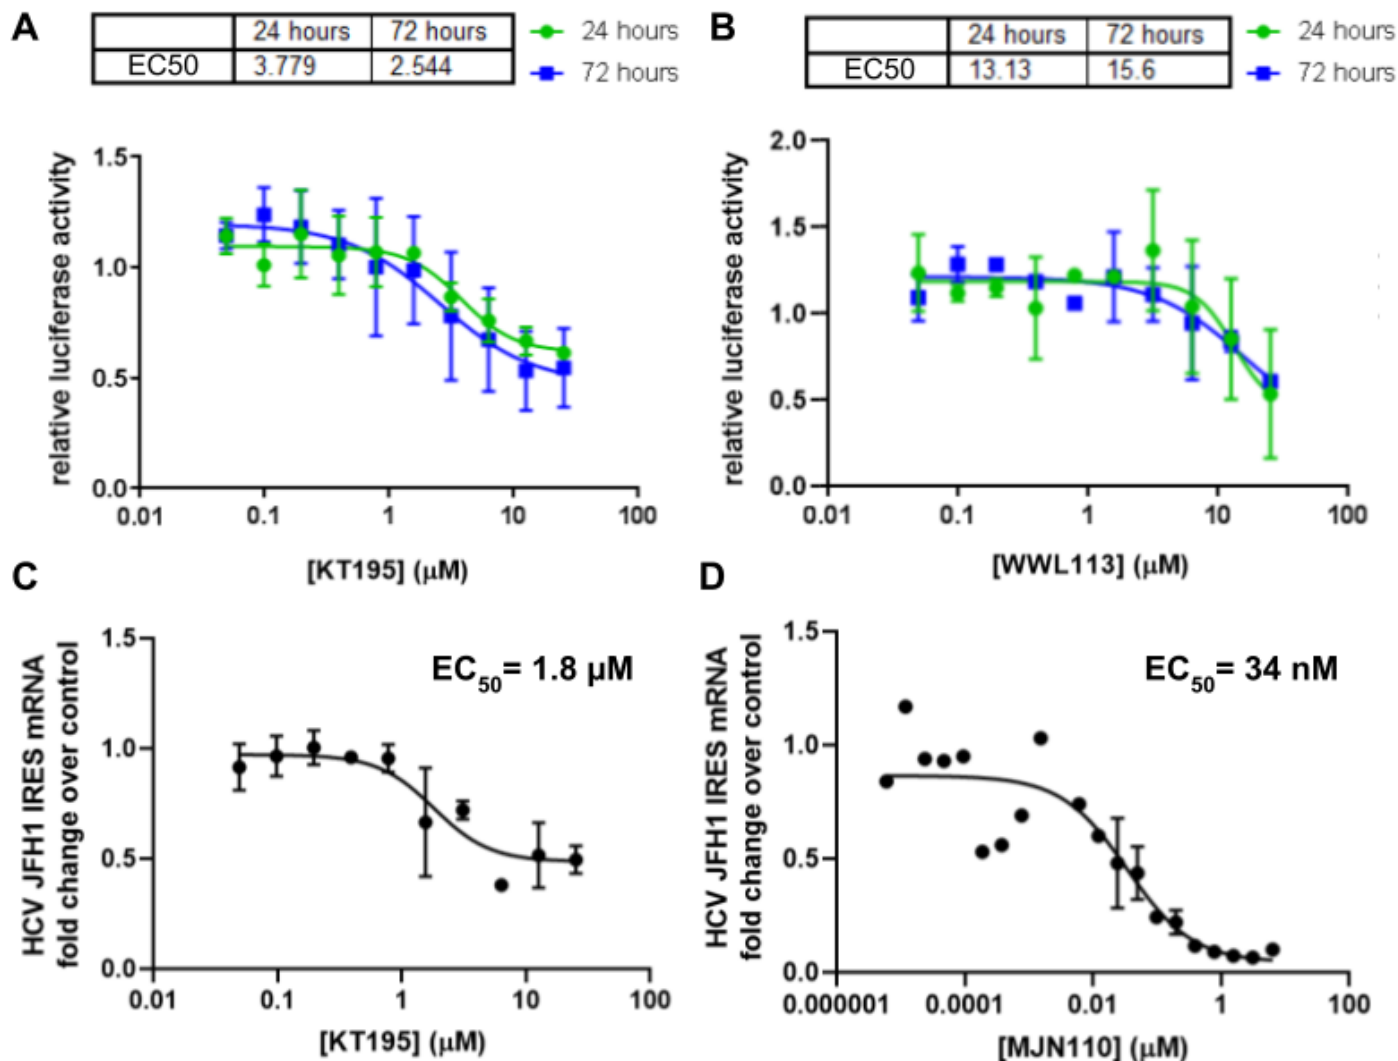 A
24 hours 72 hours
EC50 3.779 2.544
24 hours
72 hours
relative luciferase activity
1.5
1.0
0.5
0.0
0.01 0.1 1 10 100
[KT195] (μM)
B
24 hours 72 hours
EC50 13.13 15.6
24 hours
72 hours
relative luciferase activity
2.0
1.5
1.0
0.5
0.0
0.01 0.1 1 10 100
[WWL113] (μM)
C
HCV JFH1 IRES mRNA
fold change over control
EC50= 1.8 μM
1.5
1.0
0.5
0.0
0.01 0.1 1 10 100
[KT195] (μM)
D
HCV JFH1 IRES mRNA
fold change over control
EC50= 34 nM
1.5
1.0
0.5
0.0
0.000001 0.0001 0.01 1 100
[MJN110] (μM)